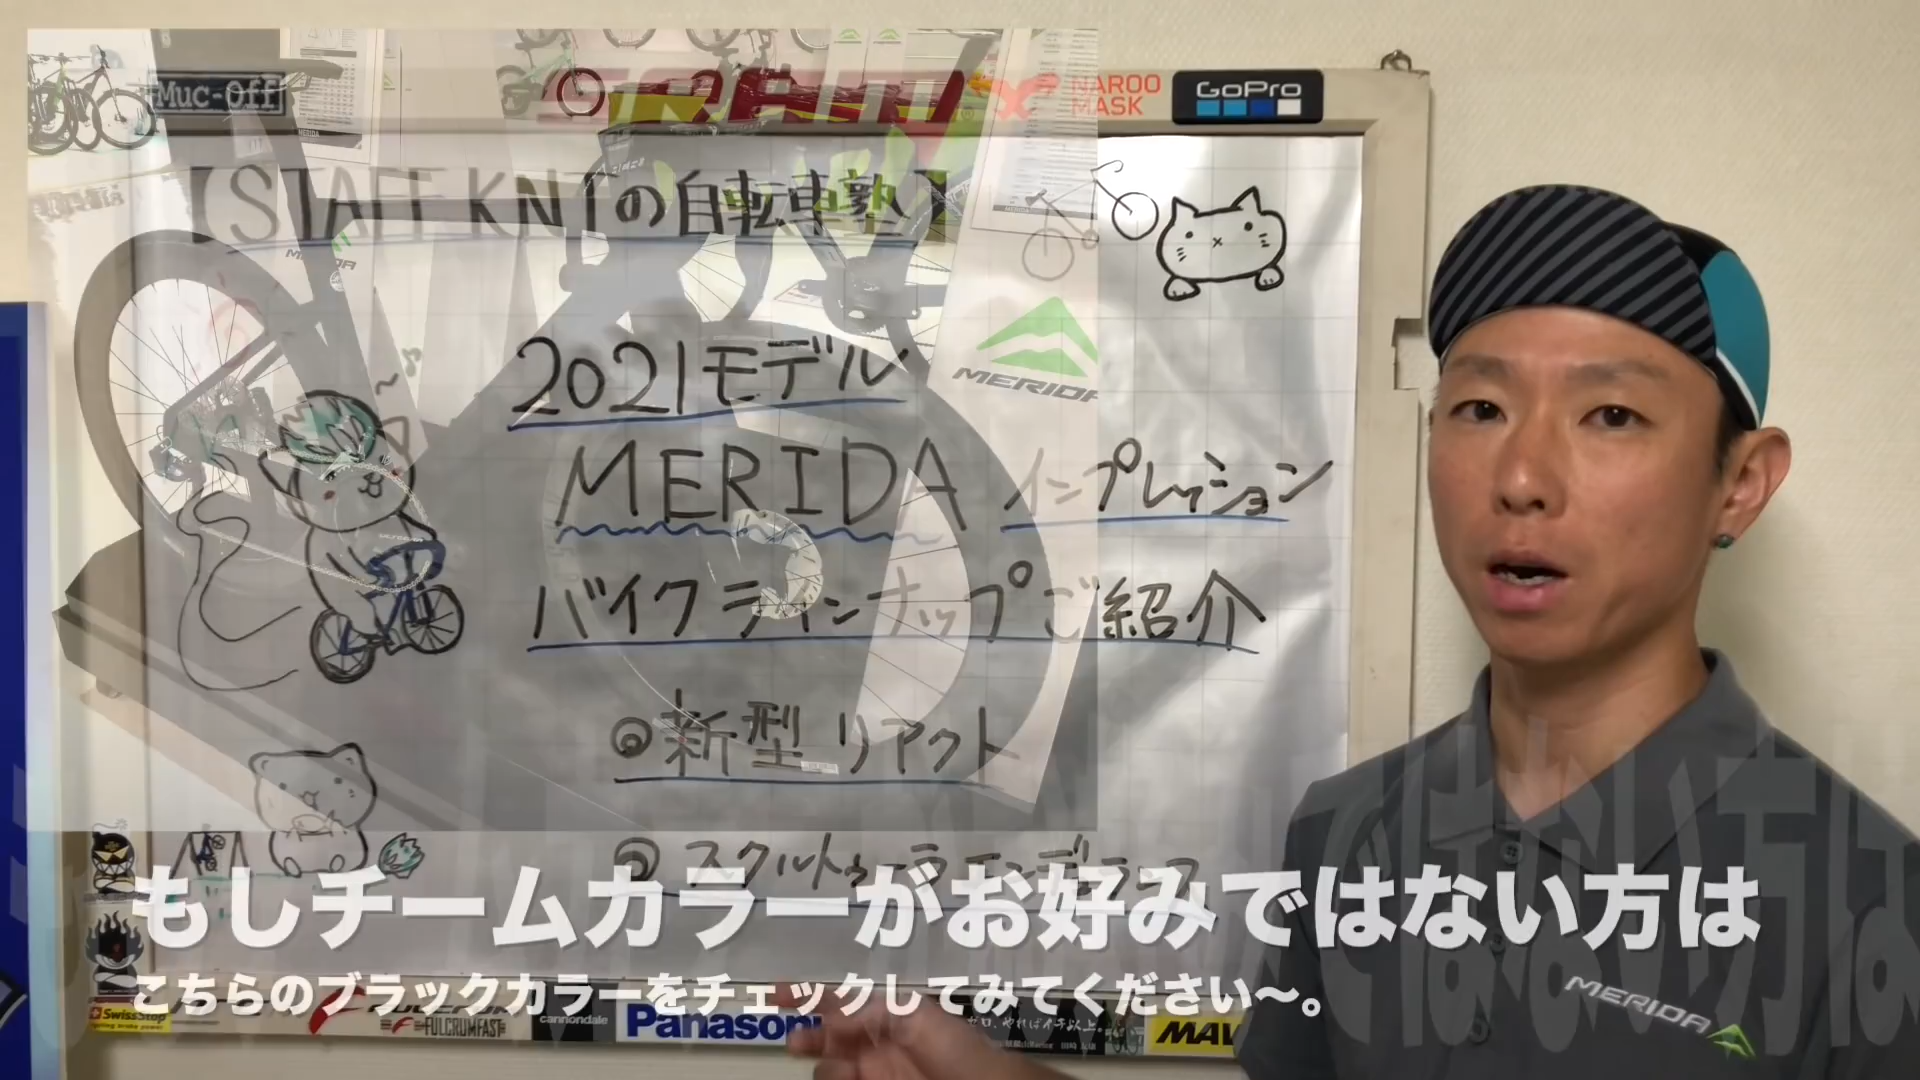 Muc-Off
NAROO
MASK
GoPro
【STAFF KNTの自転車塾】
MERIDA
2021モデル
MERIDA インプレッション
バイクラインナップご紹介
◎新型 リアクト
◎スクルトゥーラエンデュランス
もしチームカラーがお好みではない方は
こちらのブラックカラーをチェックしてみてください〜。
SwissStop
FULCRUM
FULCRUMFAST
cannondale
Panason
MAV
MERIDA